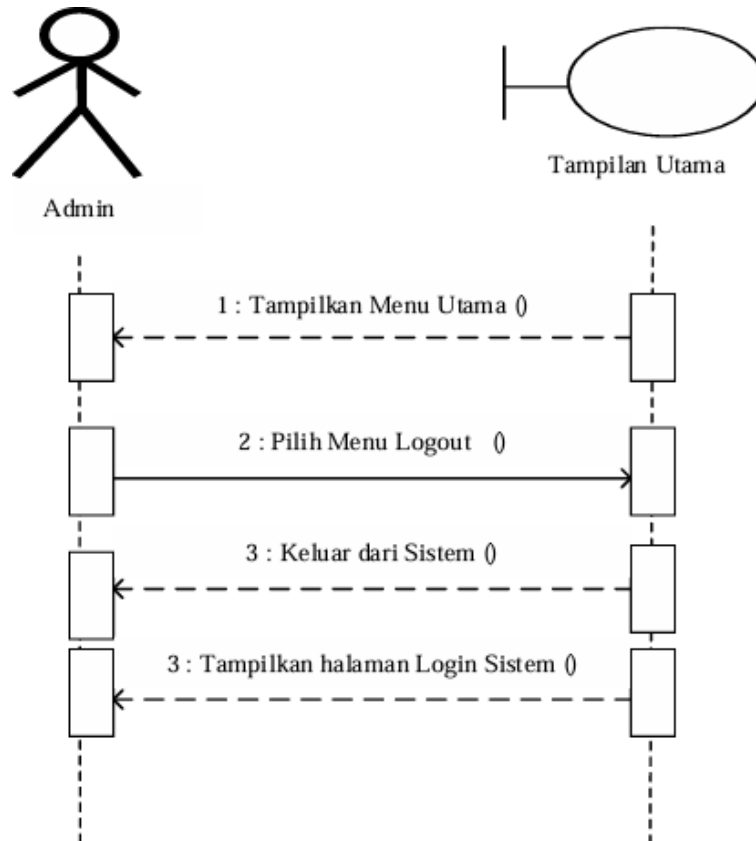 Tampilan Utama
Admin
1 : Tampilkan Menu Utama ()
2 : Pilih Menu Logout ()
3 : Keluar dari Sistem ()
3 : Tampilkan halaman Login Sistem ()